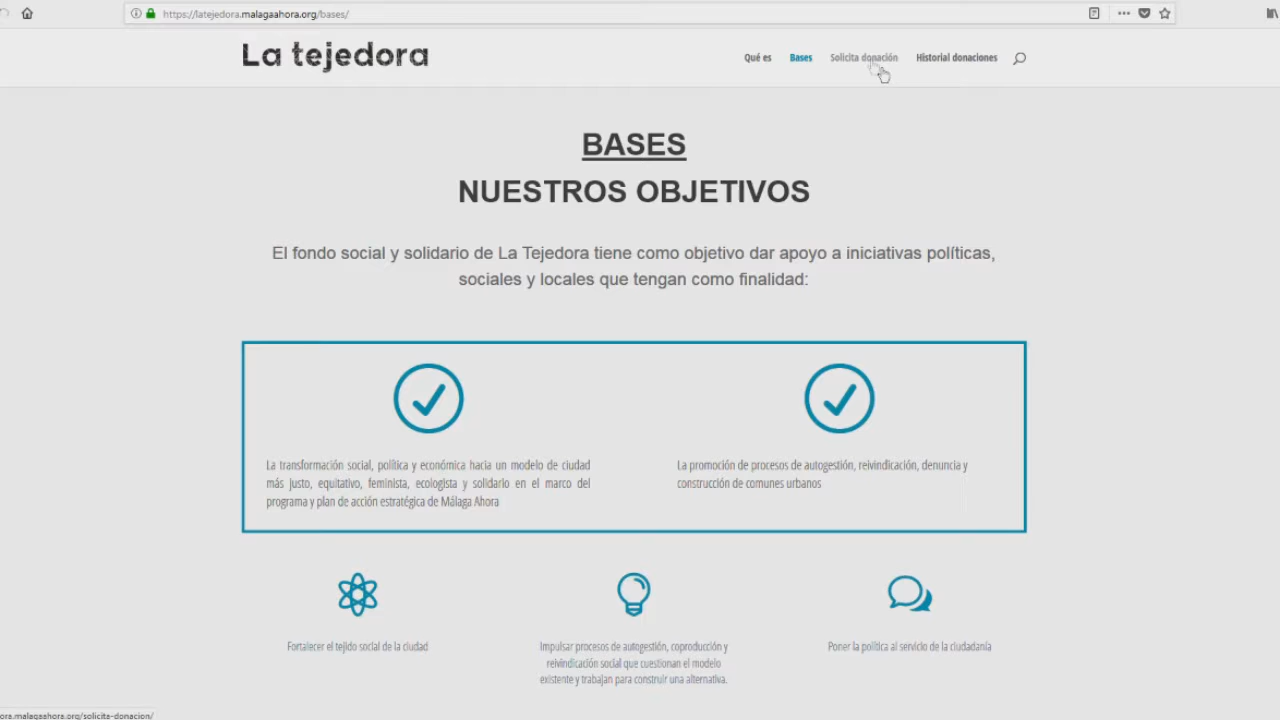 https://latejedora.malagaahora.org/bases/
La tejedora
Qué es Bases Solicita donación Historial donaciones
BASES
NUESTROS OBJETIVOS
El fondo social y solidario de La Tejedora tiene como objetivo dar apoyo a iniciativas políticas,
sociales y locales que tengan como finalidad:
La transformación social, política y económica hacia un modelo de ciudad
más justo, equitativo, feminista, ecologista y solidario en el marco del
programa y plan de acción estratégica de Málaga Ahora
La promoción de procesos de autogestión, reivindicación, denuncia y
construcción de comunes urbanos
Fortalecer el tejido social de la ciudad
Impulsar procesos de autogestión, coproducción y
reivindicación social que cuestionan el modelo
existente y trabajan para construir una alternativa.
Poner la política al servicio de la ciudadanía
ora.malagaahora.org/solicita-donacion/